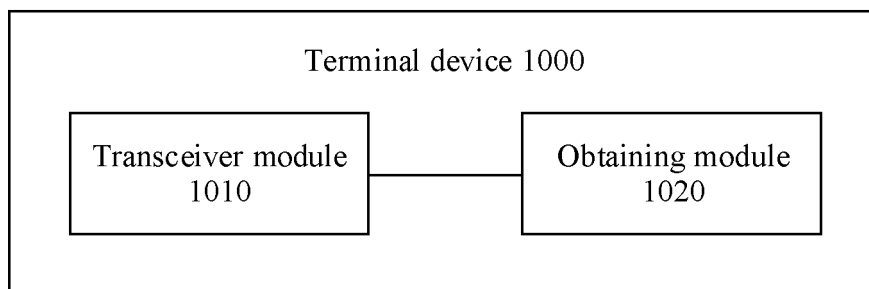 Terminal device 1000
Transceiver module
1010
Obtaining module
1020